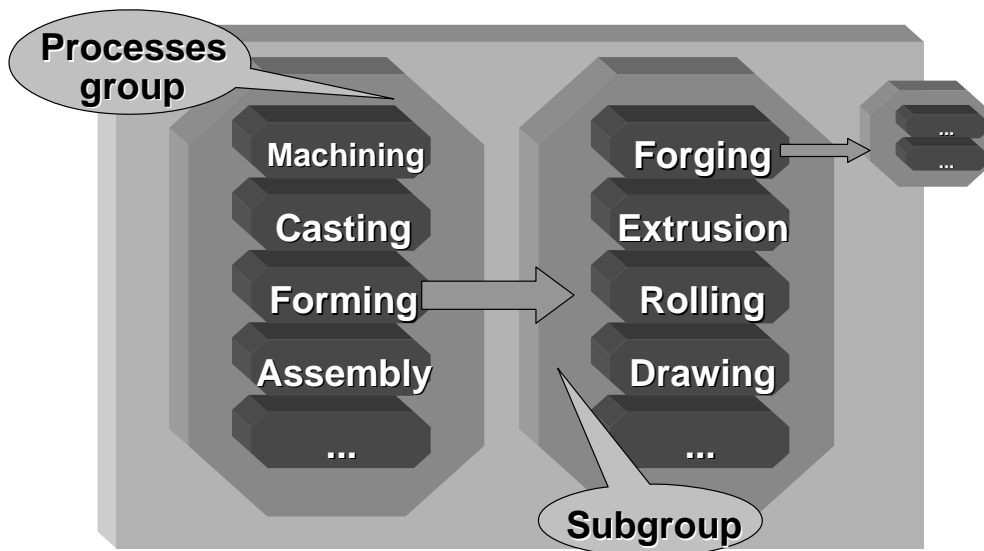 Processes
group
Machining
Casting
Forming
Assembly
...
Forging
Extrusion
Rolling
Drawing
...
Subgroup
...
...